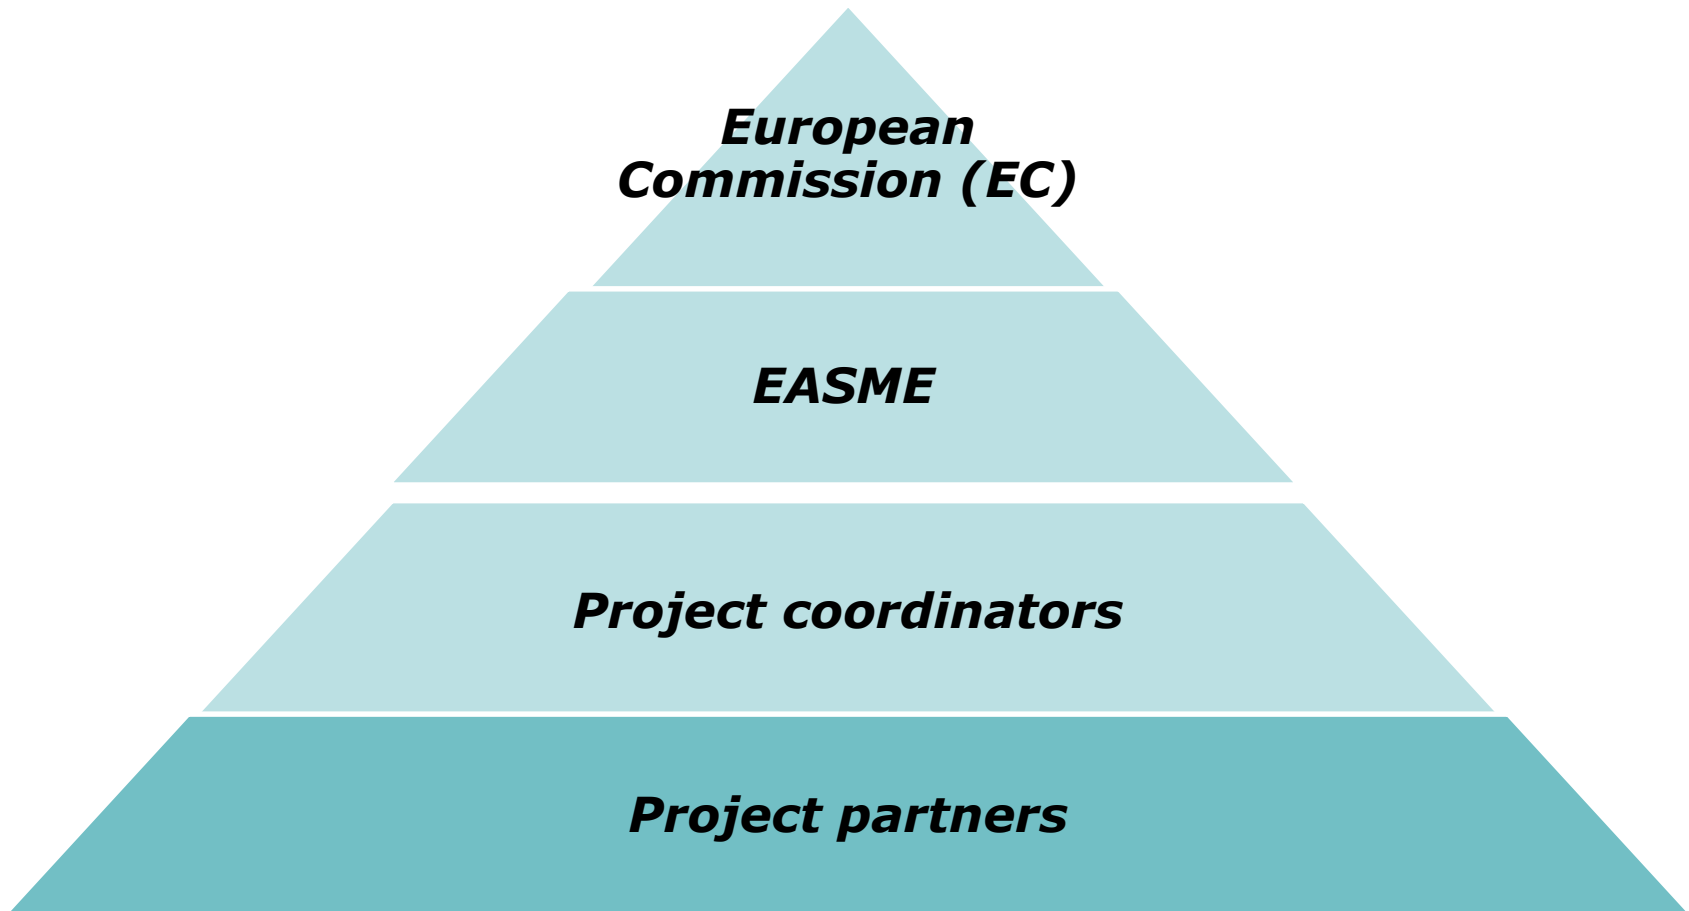 European
Commission (EC)
EASME
Project coordinators
Project partners